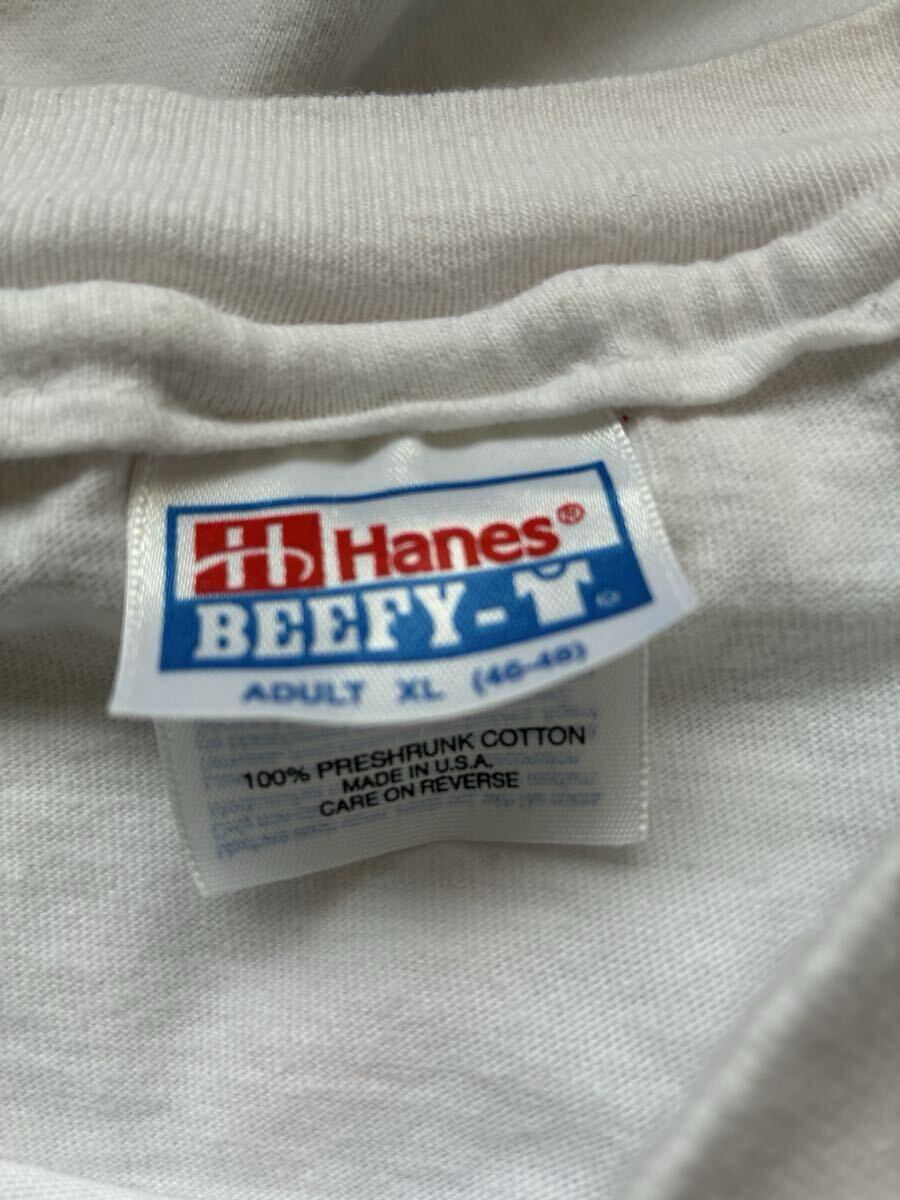 Hanes®
BEEFY-T
ADULT XL (46-48)
100% PRESHRUNK COTTON
MADE IN U.S.A.
CARE ON REVERSE